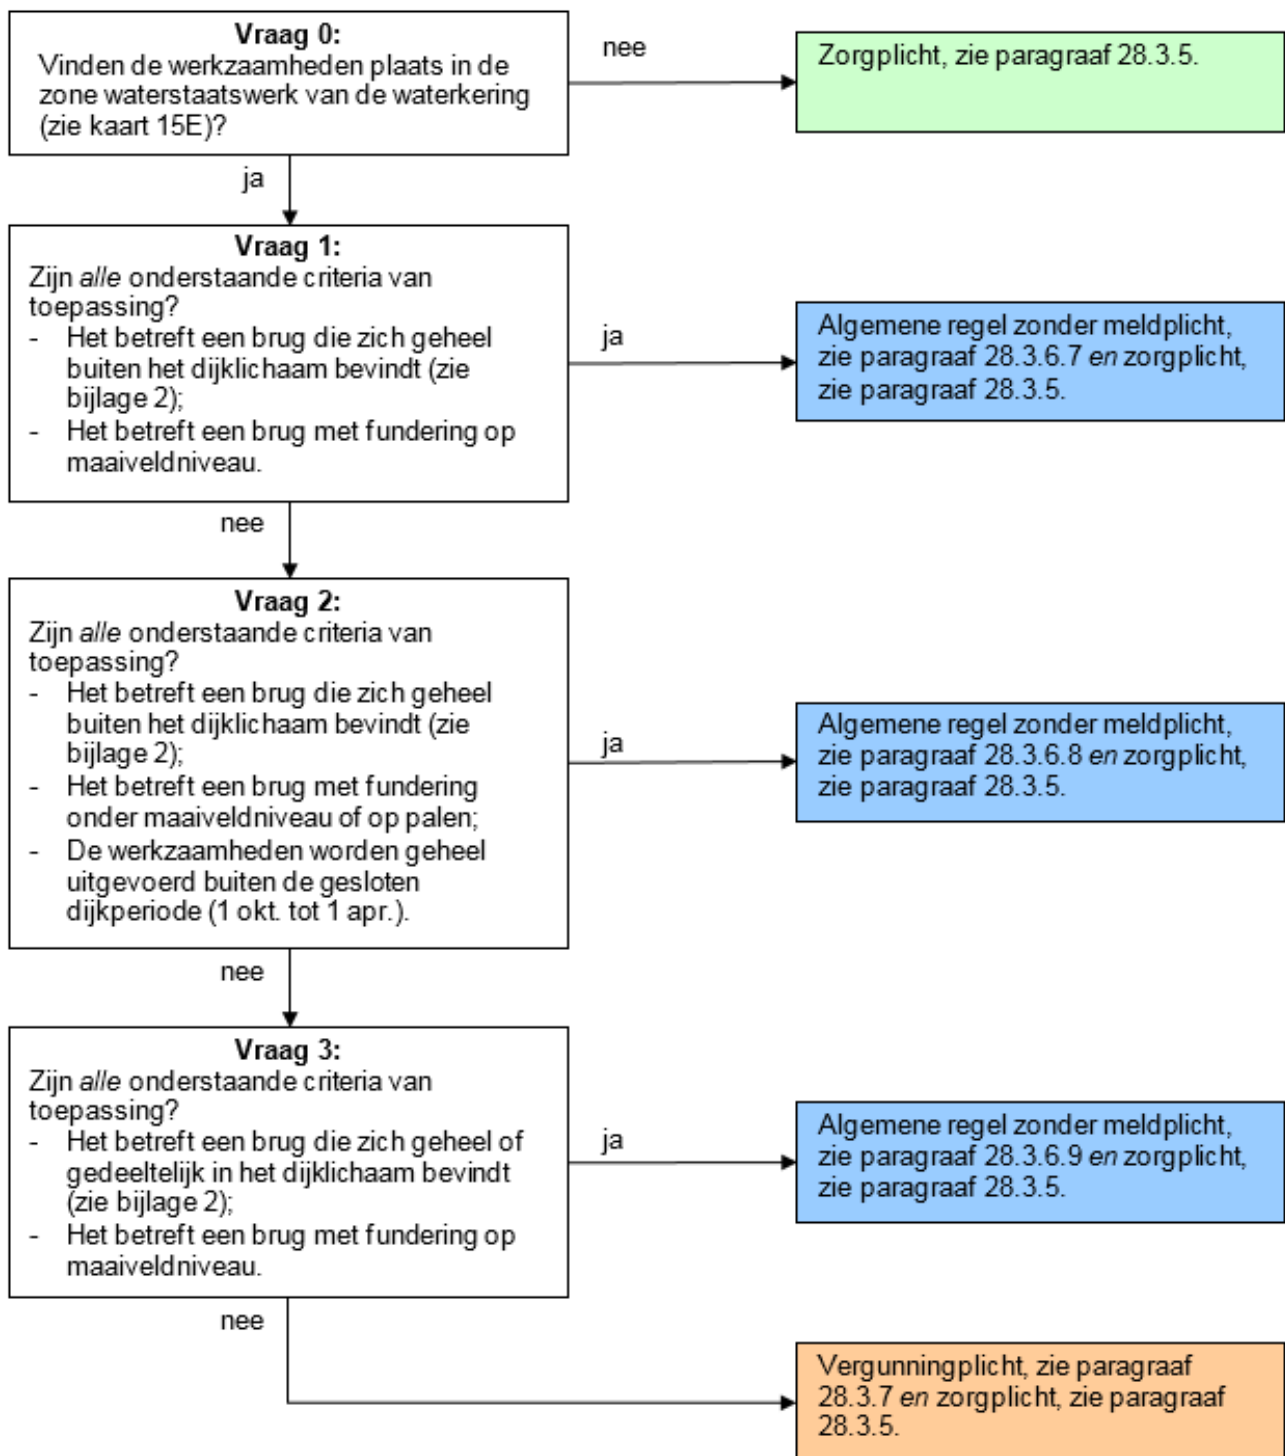 Vraag 0:
Vinden de werkzaamheden plaats in de
zone waterstaatswerk van de waterkering
(zie kaart 15E)?
nee
Zorgplicht, zie paragraaf 28.3.5.
ja
Vraag 1:
Zijn alle onderstaande criteria van
toepassing?
- Het betreft een brug die zich geheel
buiten het dijklichaam bevindt (zie
bijlage 2);
- Het betreft een brug met fundering op
maaiveldniveau.
ja
Algemene regel zonder meldplicht,
zie paragraaf 28.3.6.7 en zorgplicht,
zie paragraaf 28.3.5.
nee
Vraag 2:
Zijn alle onderstaande criteria van
toepassing?
- Het betreft een brug die zich geheel
buiten het dijklichaam bevindt (zie
bijlage 2);
- Het betreft een brug met fundering
onder maaiveldniveau of op palen;
- De werkzaamheden worden geheel
uitgevoerd buiten de gesloten
dijkperiode (1 okt. tot 1 apr.).
ja
Algemene regel zonder meldplicht,
zie paragraaf 28.3.6.8 en zorgplicht,
zie paragraaf 28.3.5.
nee
Vraag 3:
Zijn alle onderstaande criteria van
toepassing?
- Het betreft een brug die zich geheel of
gedeeltelijk in het dijklichaam bevindt
(zie bijlage 2);
- Het betreft een brug met fundering op
maaiveldniveau.
ja
Algemene regel zonder meldplicht,
zie paragraaf 28.3.6.9 en zorgplicht,
zie paragraaf 28.3.5.
nee
Vergunningplicht, zie paragraaf
28.3.7 en zorgplicht, zie paragraaf
28.3.5.